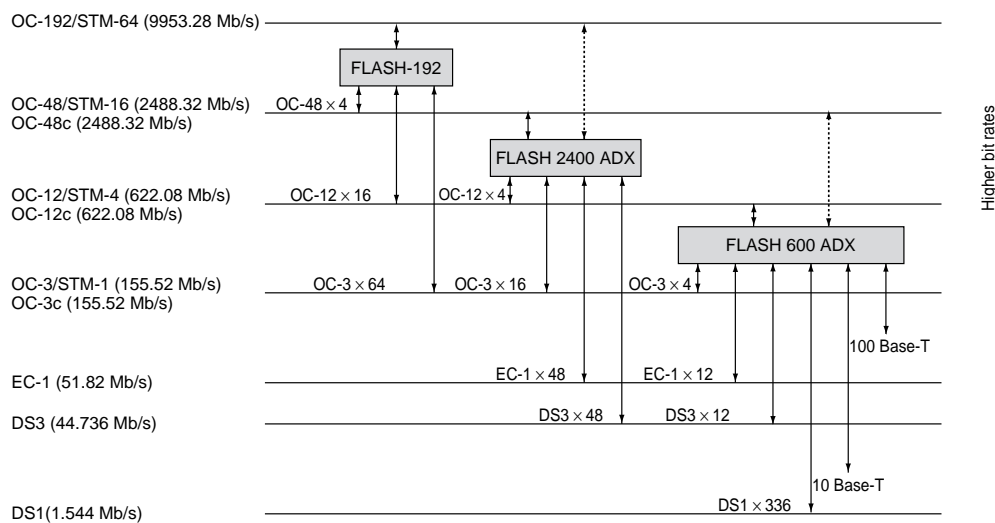 OC-192/STM-64 (9953.28 Mb/s)
FLASH-192
OC-48/STM-16 (2488.32 Mb/s)
OC-48 × 4
OC-48c (2488.32 Mb/s)
FLASH 2400 ADX
OC-12/STM-4 (622.08 Mb/s)
OC-12 × 16
OC-12 × 4
OC-12c (622.08 Mb/s)
FLASH 600 ADX
OC-3/STM-1 (155.52 Mb/s)
OC-3 × 64
OC-3 × 16
OC-3 × 4
OC-3c (155.52 Mb/s)
100 Base-T
EC-1 (51.82 Mb/s)
EC-1 × 48
EC-1 × 12
DS3 (44.736 Mb/s)
DS3 × 48
DS3 × 12
10 Base-T
DS1 × 336
DS1(1.544 Mb/s)
Higher bit rates